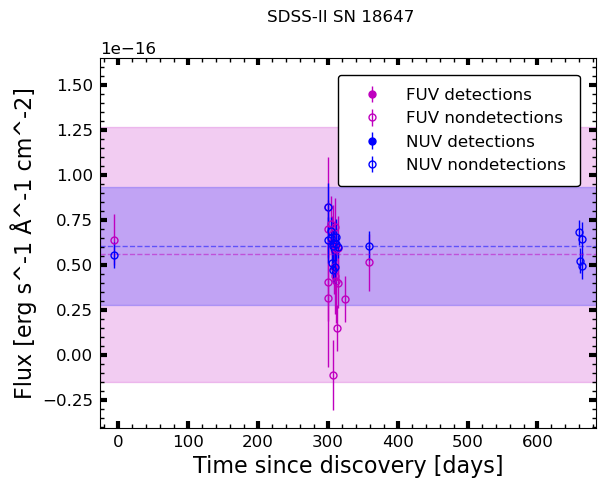 SDSS-II SN 18647
1e−16
Flux [erg s^-1 Å^-1 cm^-2]
1.50
1.25
1.00
0.75
0.50
0.25
0.00
−0.25
FUV detections
FUV nondetections
NUV detections
NUV nondetections
0 100 200 300 400 500 600
Time since discovery [days]